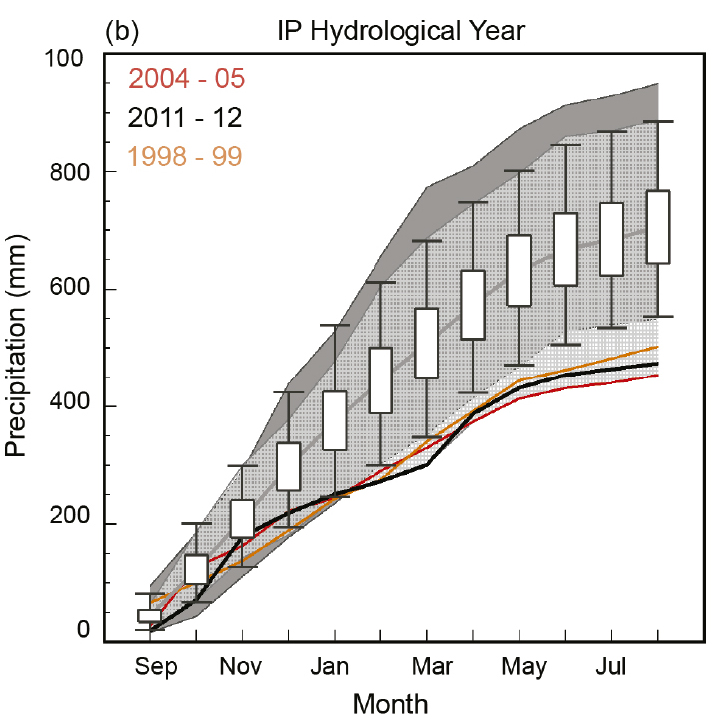 (b) IP Hydrological Year
100
2004 - 05
2011 - 12
1998 - 99
800
600
400
200
0
Precipitation (mm)
Sep Nov Jan Mar May Jul
Month